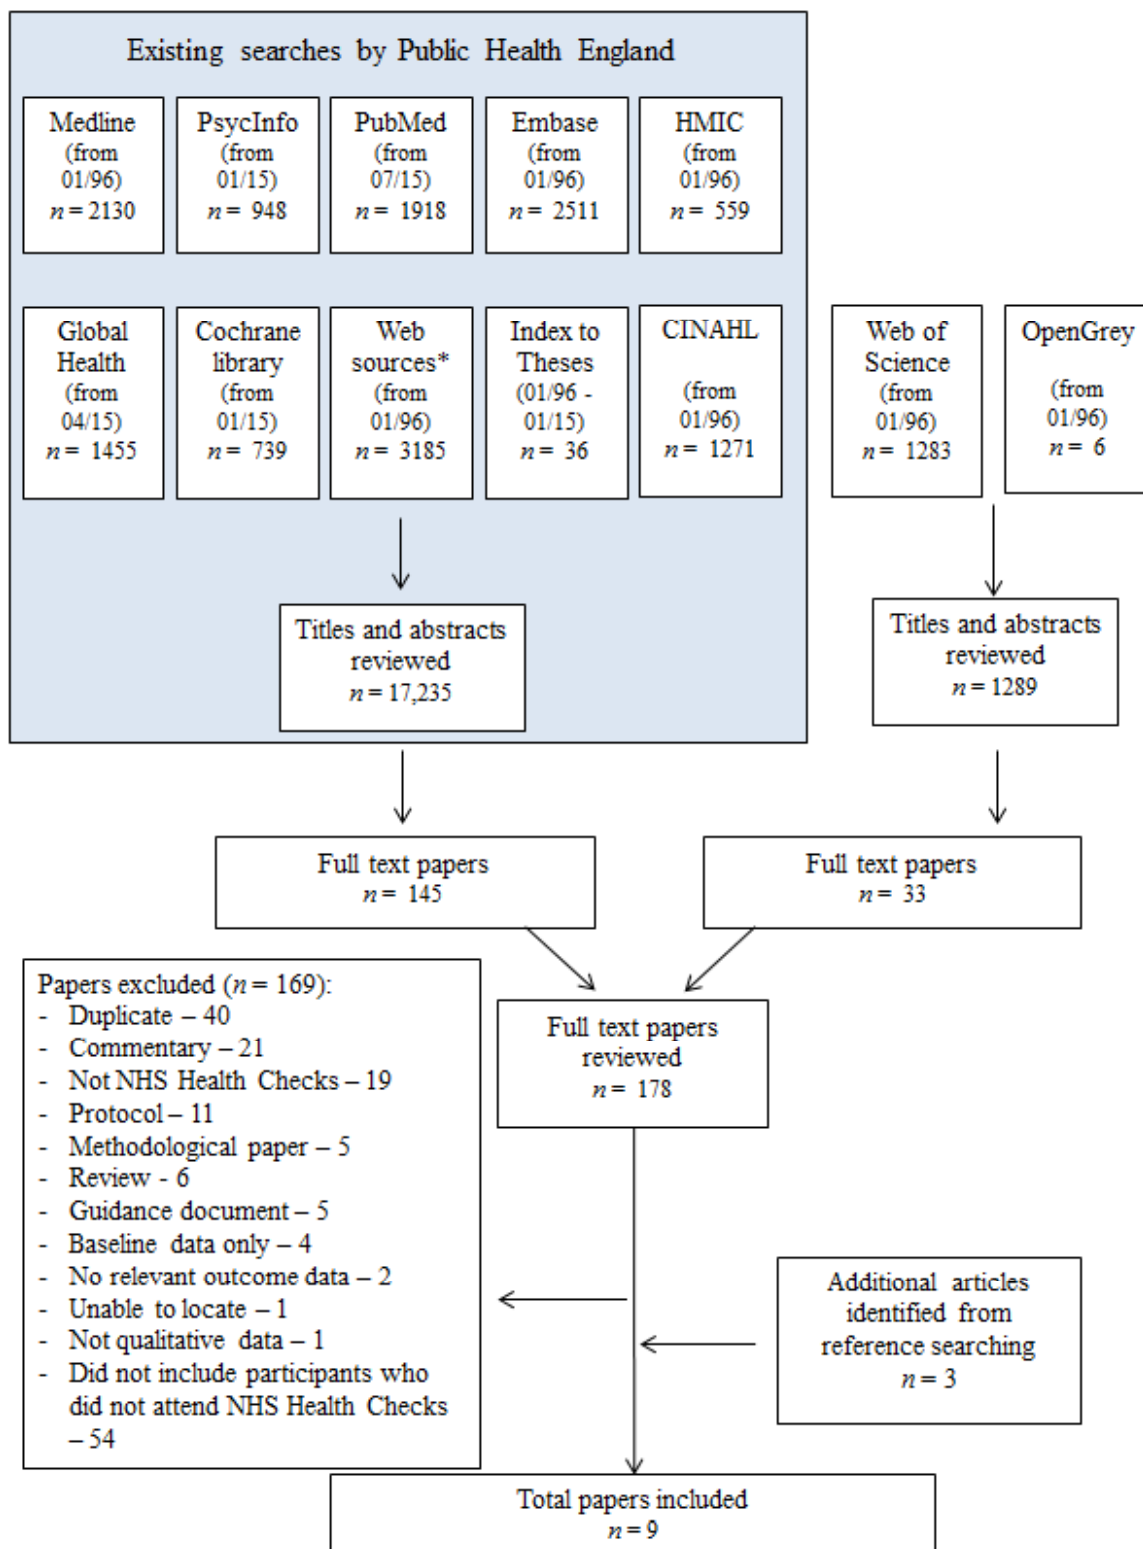 Existing searches by Public Health England
Medline
(from
01/96)
n = 2130
PsycInfo
(from
01/15)
n = 948
PubMed
(from
07/15)
n = 1918
Embase
(from
01/96)
n = 2511
HMIC
(from
01/96)
n = 559
Global
Health
(from
04/15)
n = 1455
Cochrane
library
(from
01/15)
n = 739
Web
sources*
(from
01/96)
n = 3185
Index to
Theses
(01/96 -
01/15)
n = 36
CINAHL
(from
01/96)
n = 1271
Web of
Science
(from
01/96)
n = 1283
OpenGrey
(from
01/96)
n = 6
Titles and abstracts
reviewed
n = 17,235
Titles and abstracts
reviewed
n = 1289
Full text papers
n = 145
Full text papers
n = 33
Papers excluded (n = 169):
- Duplicate – 40
- Commentary – 21
- Not NHS Health Checks – 19
- Protocol – 11
- Methodological paper – 5
- Review - 6
- Guidance document – 5
- Baseline data only – 4
- No relevant outcome data – 2
- Unable to locate – 1
- Not qualitative data – 1
- Did not include participants who
did not attend NHS Health Checks
– 54
Full text papers
reviewed
n = 178
Additional articles
identified from
reference searching
n = 3
Total papers included
n = 9